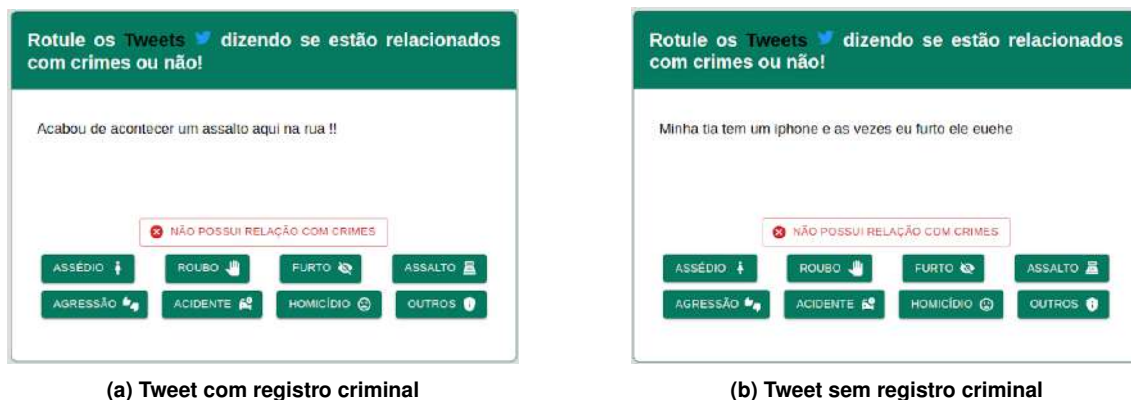 Rotule os Tweets dizendo se estão relacionados
com crimes ou não!
Acabou de acontecer um assalto aqui na rua !!
NÃO POSSUI RELAÇÃO COM CRIMES
ASSÉDIO ROUBO FURTO ASSALTO
AGRESSÃO ACIDENTE HOMICÍDIO OUTROS
(a) Tweet com registro criminal
Rotule os Tweets dizendo se estão relacionados
com crimes ou não!
Minha tia tem um iphone e as vezes eu furto ele euehe
NÃO POSSUI RELAÇÃO COM CRIMES
ASSÉDIO ROUBO FURTO ASSALTO
AGRESSÃO ACIDENTE HOMICÍDIO OUTROS
(b) Tweet sem registro criminal